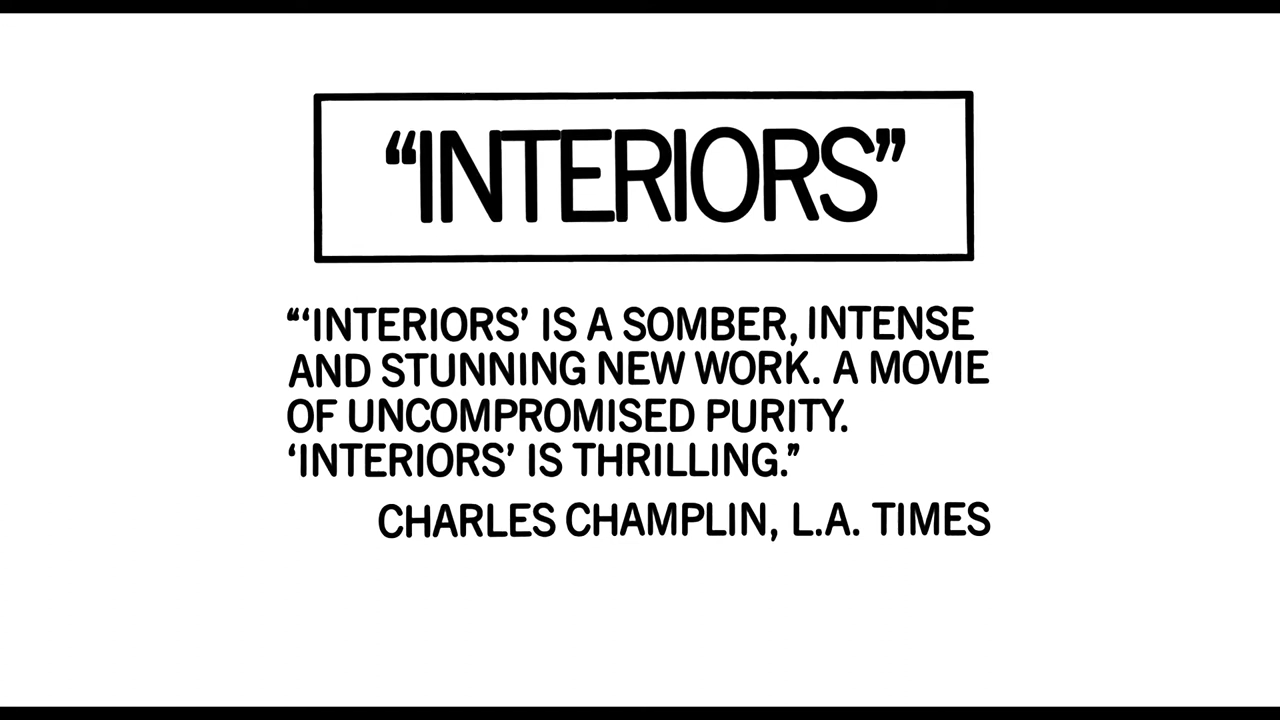 “INTERIORS”
“‘INTERIORS’ IS A SOMBER, INTENSE
AND STUNNING NEW WORK. A MOVIE
OF UNCOMPROMISED PURITY.
‘INTERIORS’ IS THRILLING.”
CHARLES CHAMPLIN, L.A. TIMES